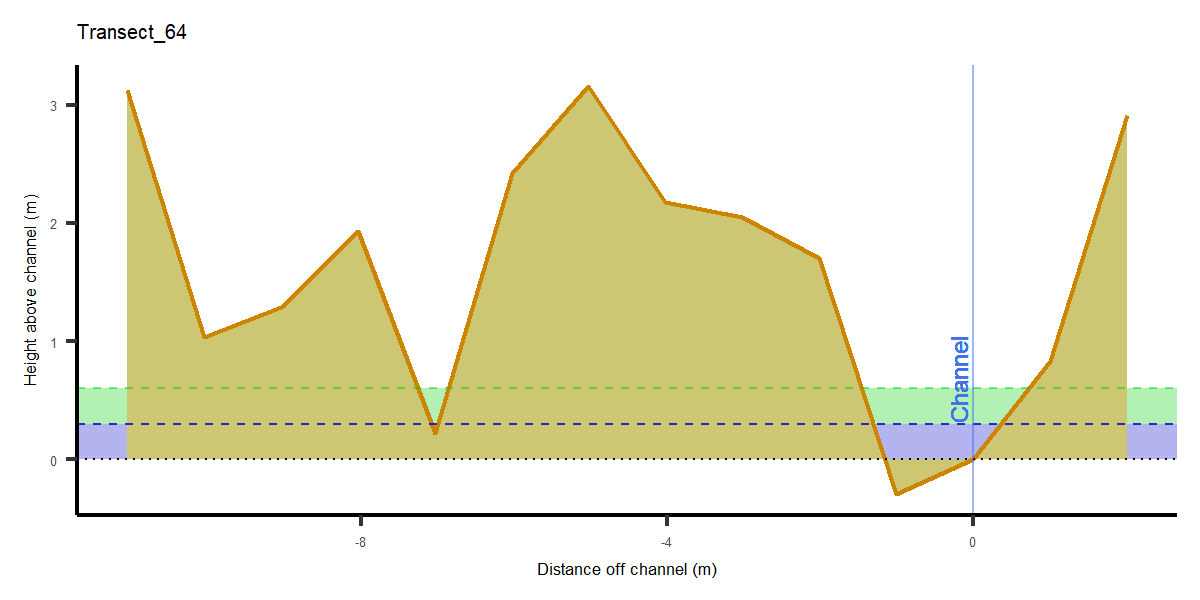 Transect_64
Height above channel (m)
3
2
1
0
Channel
-8
-4
0
Distance off channel (m)